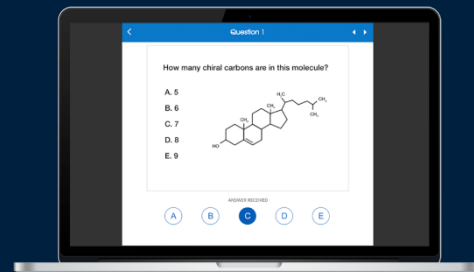 Question 1
How many chiral carbons are in this molecule?
A. 5
B. 6
C. 7
D. 8
E. 9
H₃C
CH₃
CH₃
CH₃
CH₃
HO
ANSWER RECEIVED
A B C D E